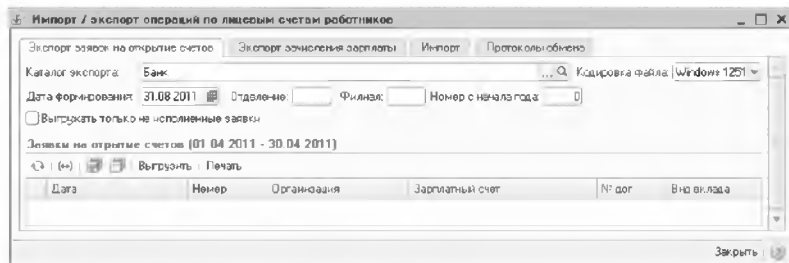 Импорт / экспорт операций по лицевым счетам работников
Экспорт заявок на открытие счетов Экспорт зачисления зарплаты Импорт Протоколы обмена
Каталог экспорта: Банк ... Кодировка файла: Windows 1251
Дата формирования: 31.08.2011 Отделение: Филиал: Номер с начала года: 0
Выгружать только не исполненные заявки
Заявки на отрытие счетов (01 04 2011 - 30.04 2011)
(↔) Выгрузить Печать
Дата Номер Организация Зарплатный счет № дог Вид вклада
Закрыть